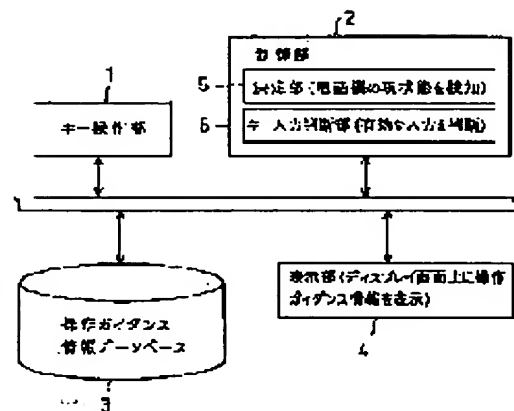 2
制御部
1
5
判定部(電話機の現状態を検知)
キー操作部
6
キー入力判断部(有効な入力を判断)
表示部(ディスプレイ画面上に操作
ガイダンス情報を表示)
操作ガイダンス
情報データベース
4
3